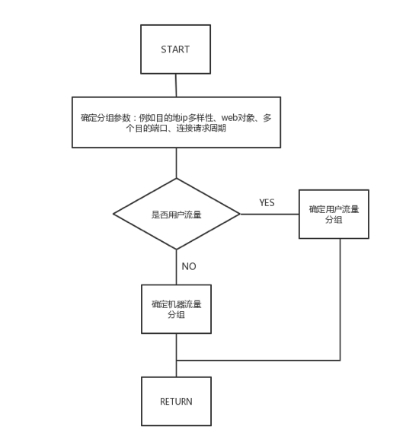 START
确定分组参数：例如目的地ip多样性、web对象、多
个目的端口、连接请求周期
是否用户流量
YES
确定用户流量
分组
NO
确定机器流量
分组
RETURN